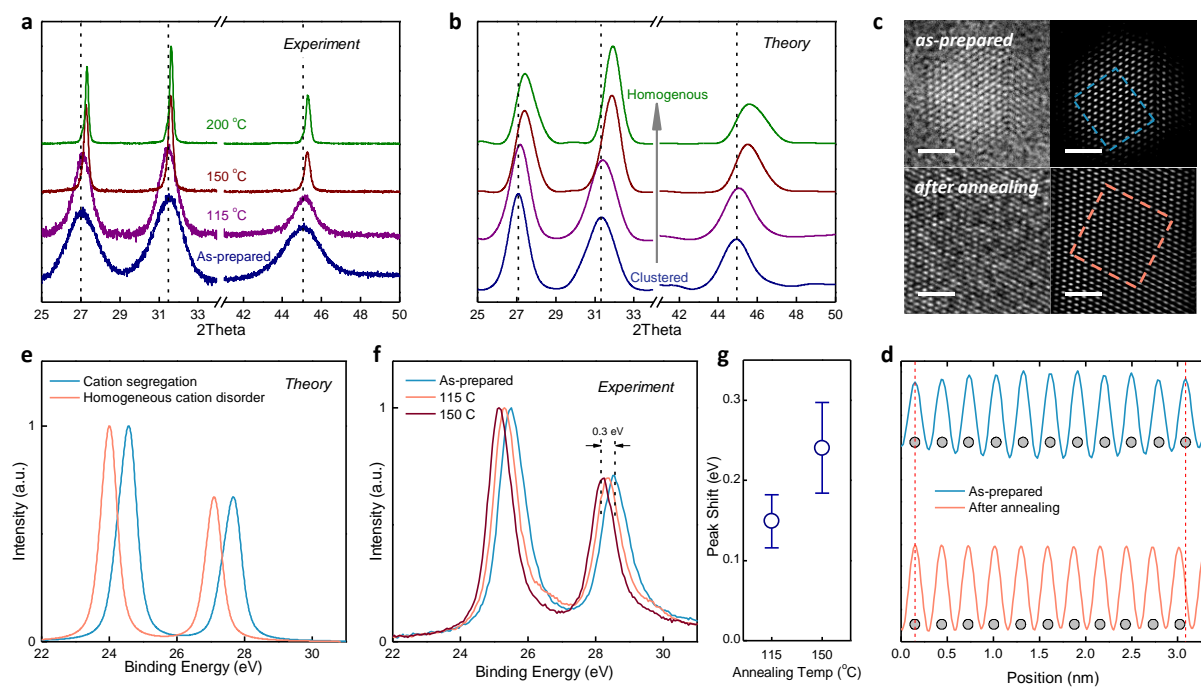 a
Experiment
200 °C
150 °C
115 °C
As-prepared
25 27 29 31 33 43 45 47 50
2Theta
b
Theory
Homogenous
Clustered
25 27 29 31 33 42 44 46 48 50
2Theta
c
as-prepared
after annealing
e
Theory
Cation segregation
Homogeneous cation disorder
1
0
Intensity (a.u.)
22 24 26 28 30
Binding Energy (eV)
f
Experiment
As-prepared
115 C
150 C
0.3 eV
1
0
Intensity (a.u.)
22 24 26 28 30
Binding Energy (eV)
g
0.3
0.2
0.1
0.0
Peak Shift (eV)
115 150
Annealing Temp (°C)
d
As-prepared
After annealing
0.0 0.5 1.0 1.5 2.0 2.5 3.0
Position (nm)